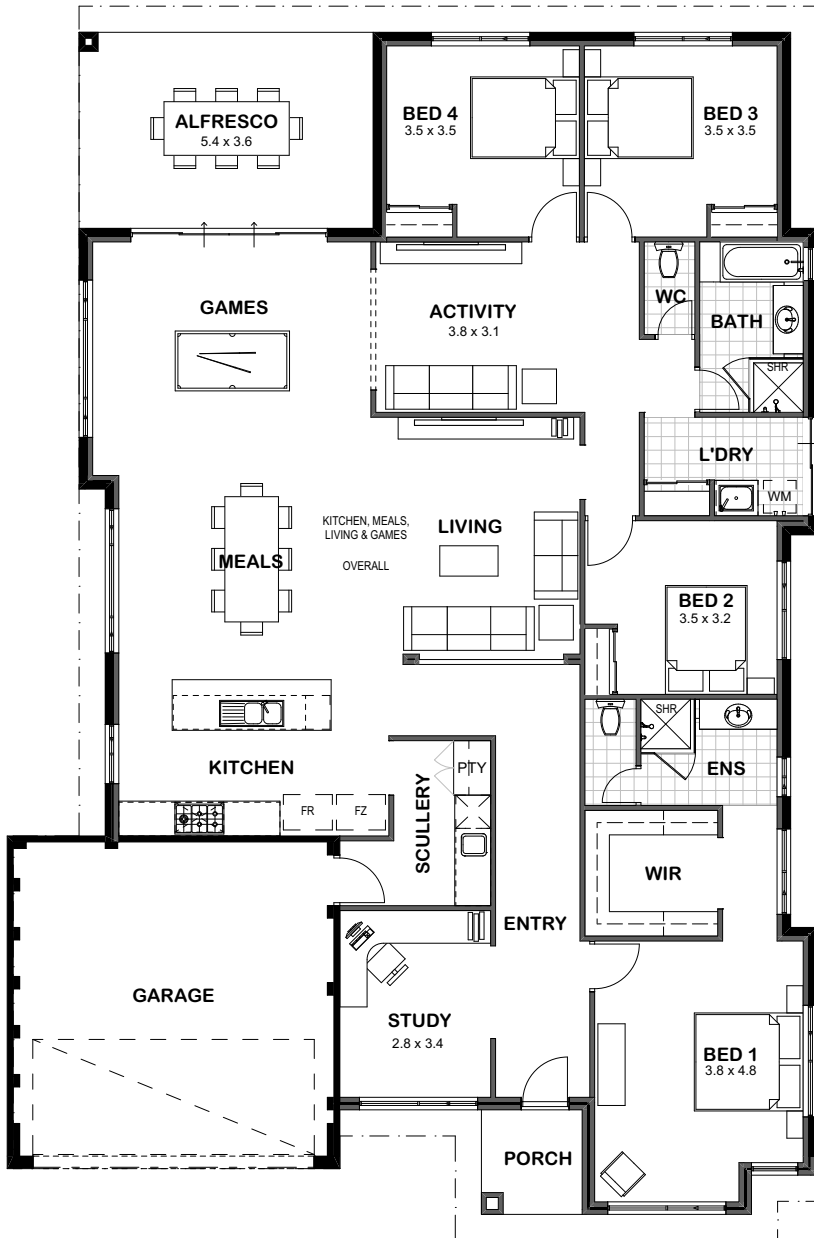 ALFRESCO
5.4 x 3.6
BED 4
3.5 x 3.5
BED 3
3.5 x 3.5
GAMES
ACTIVITY
3.8 x 3.1
WC
BATH
SHR
L'DRY
WM
KITCHEN, MEALS,
LIVING & GAMES
OVERALL
LIVING
MEALS
BED 2
3.5 x 3.2
SHR
ENS
KITCHEN
PTY
SCULLERY
FR
FZ
WIR
ENTRY
GARAGE
STUDY
2.8 x 3.4
BED 1
3.8 x 4.8
PORCH